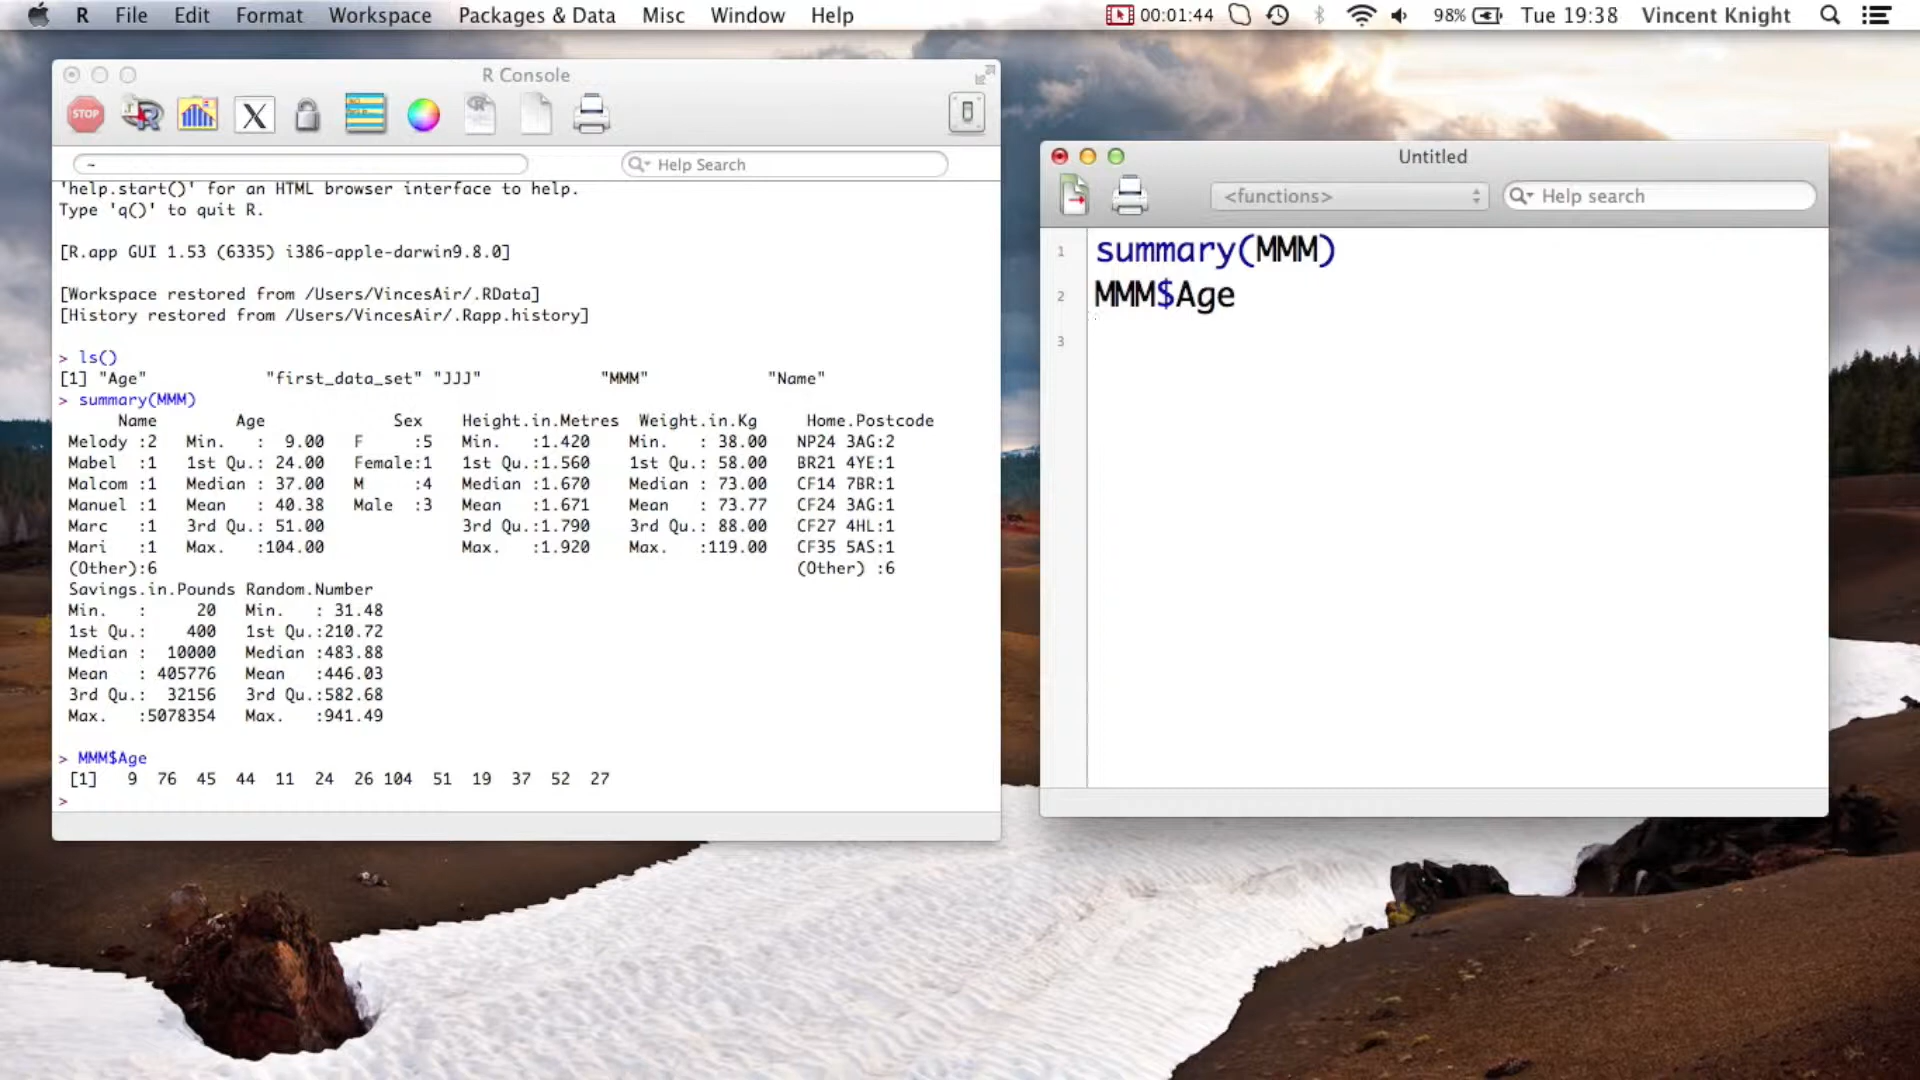 R File Edit Format Workspace Packages & Data Misc Window Help 00:01:44 98% Tue 19:38 Vincent Knight
R Console
STOP
~ Help Search
'help.start()' for an HTML browser interface to help.
Type 'q()' to quit R.
[R.app GUI 1.53 (6335) i386-apple-darwin9.8.0]
[Workspace restored from /Users/VincesAir/.RData]
[History restored from /Users/VincesAir/.Rapp.history]
> ls()
[1] "Age" "first_data_set" "JJJ" "MMM" "Name"
> summary(MMM)
Name Age Sex Height.in.Metres Weight.in.Kg Home.Postcode
Melody :2 Min. : 9.00 F :5 Min. :1.420 Min. : 38.00 NP24 3AG:2
Mabel :1 1st Qu.: 24.00 Female:1 1st Qu.:1.560 1st Qu.: 58.00 BR21 4YE:1
Malcom :1 Median : 37.00 M :4 Median :1.670 Median : 73.00 CF14 7BR:1
Manuel :1 Mean : 40.38 Male :3 Mean :1.671 Mean : 73.77 CF24 3AG:1
Marc :1 3rd Qu.: 51.00 3rd Qu.:1.790 3rd Qu.: 88.00 CF27 4HL:1
Mari :1 Max. :104.00 Max. :1.920 Max. :119.00 CF35 5AS:1
(Other):6 (Other) :6
Savings.in.Pounds Random.Number
Min. : 20 Min. : 31.48
1st Qu.: 400 1st Qu.:210.72
Median : 10000 Median :483.88
Mean : 405776 Mean :446.03
3rd Qu.: 32156 3rd Qu.:582.68
Max. :5078354 Max. :941.49
> MMM$Age
[1] 9 76 45 44 11 24 26 104 51 19 37 52 27
>
Untitled
<functions> Help search
1 summary(MMM)
2 MMM$Age
3